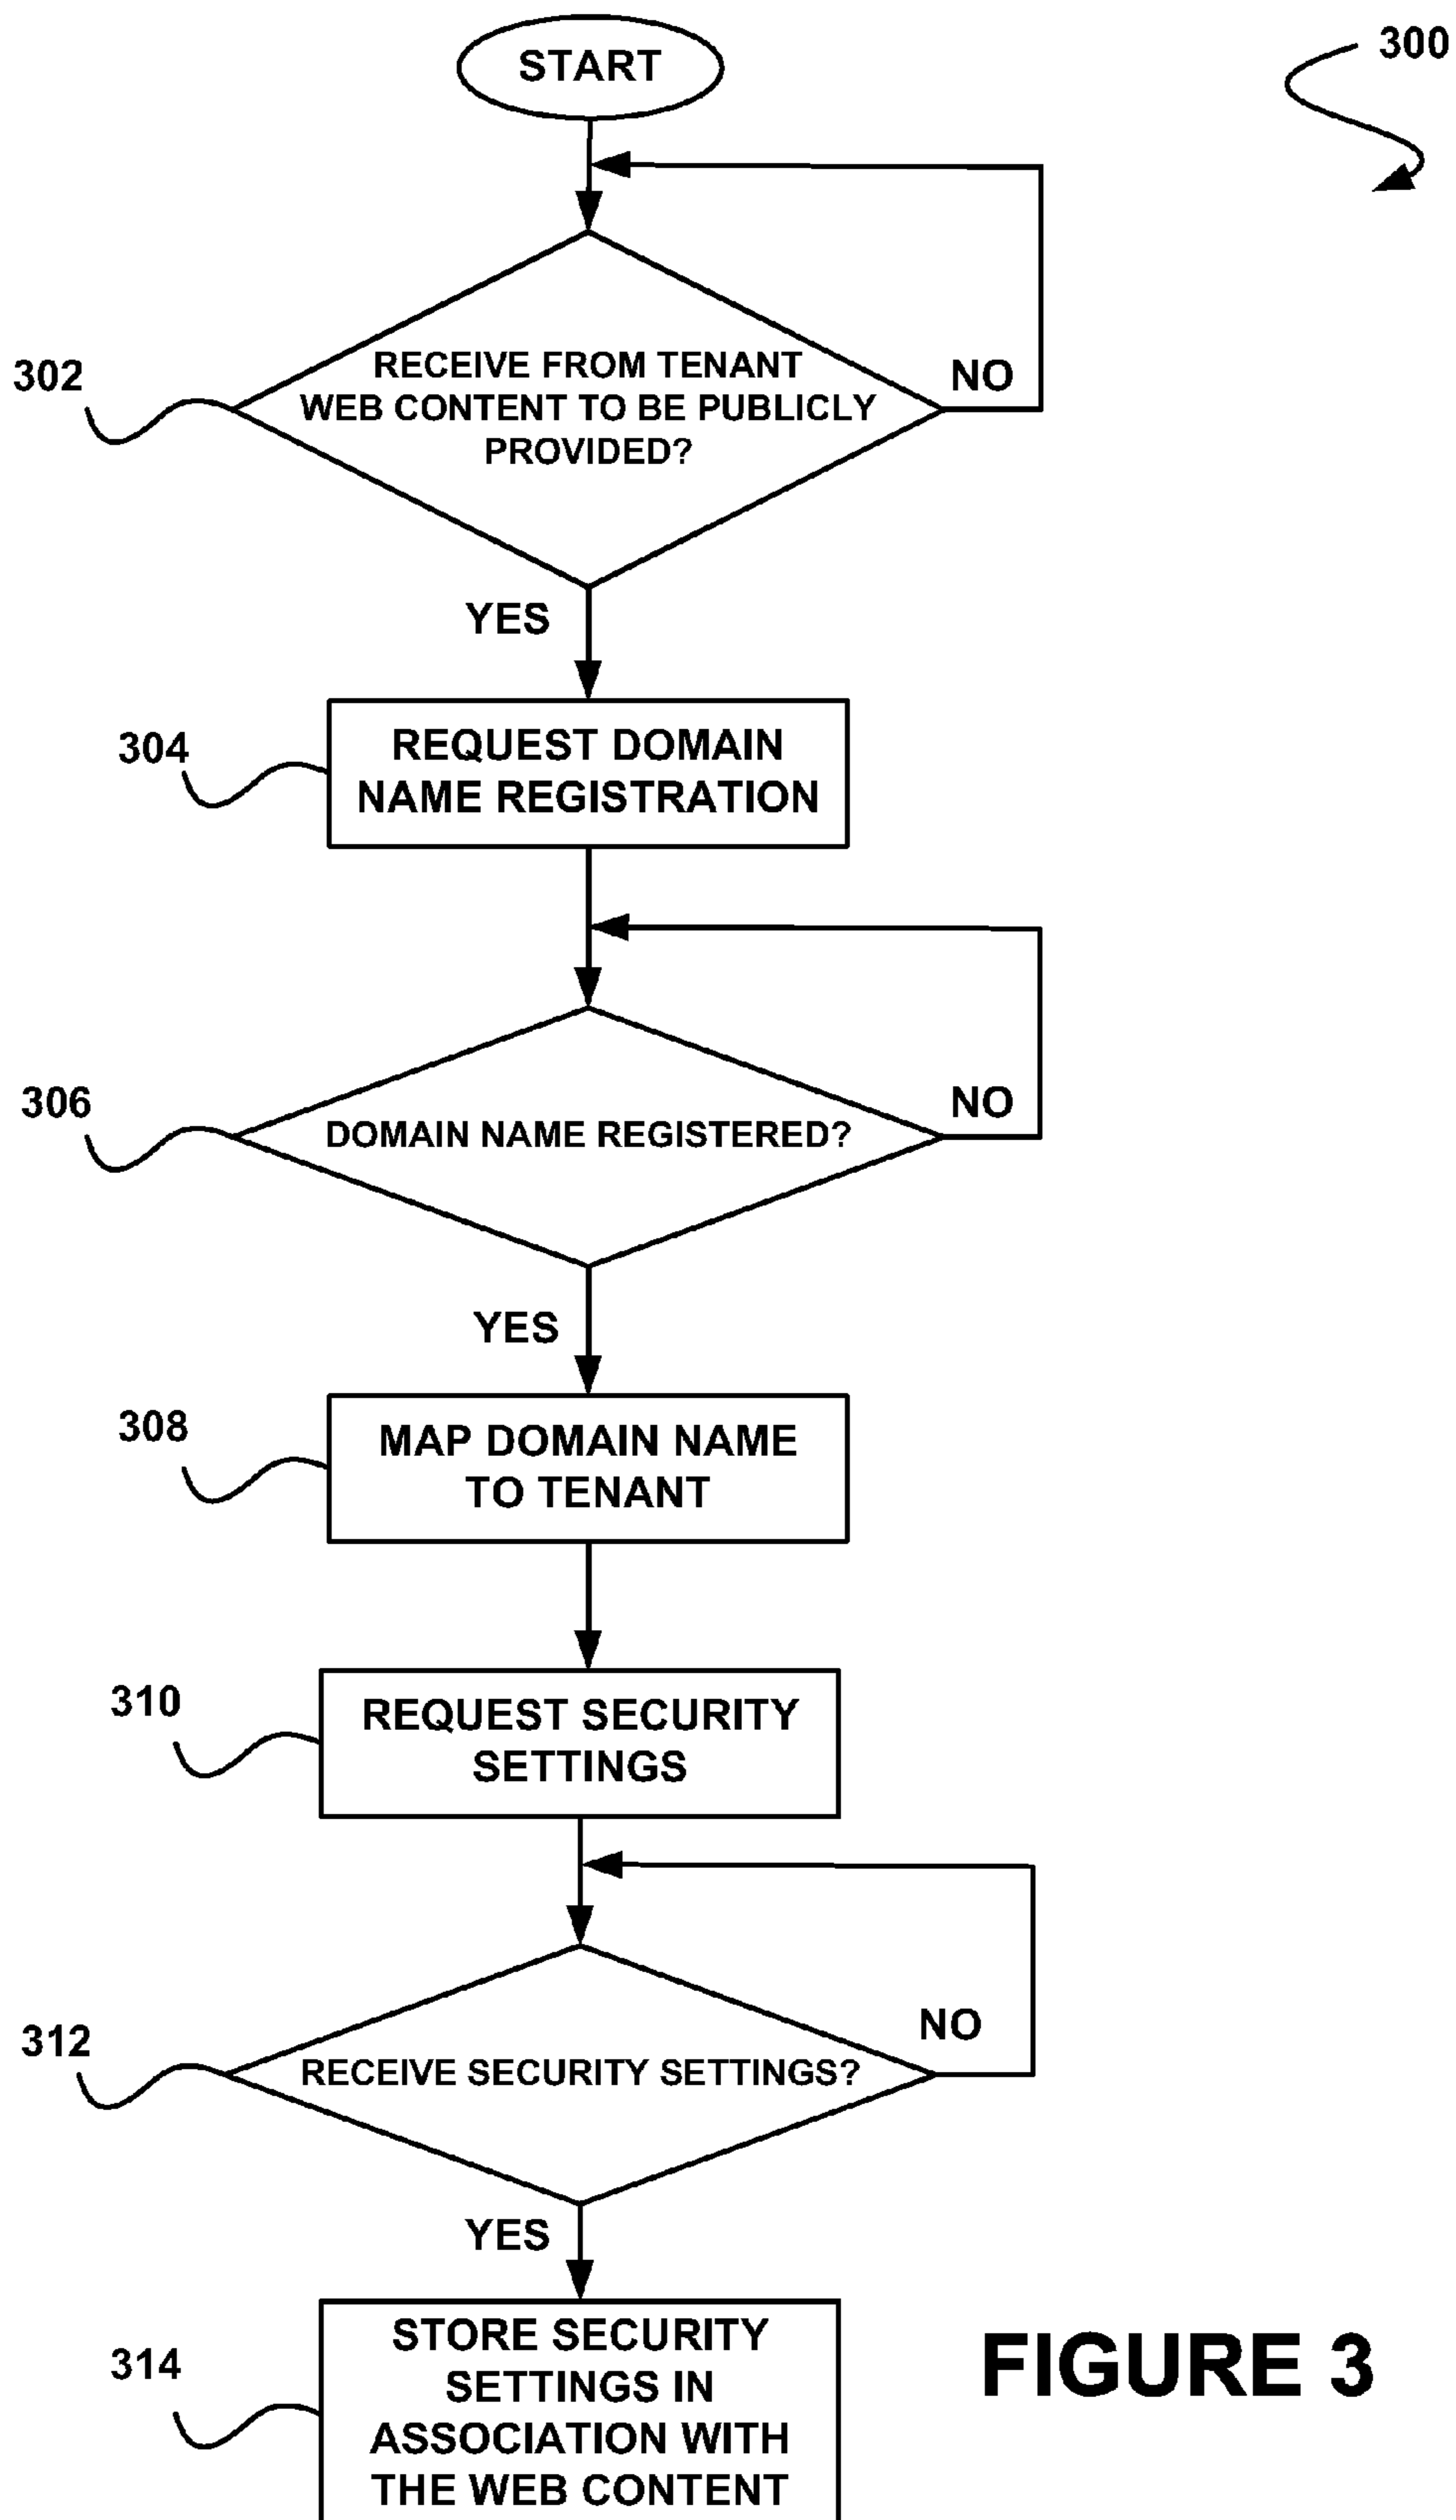 START
300
302
RECEIVE FROM TENANT
WEB CONTENT TO BE PUBLICLY
PROVIDED?
NO
YES
304
REQUEST DOMAIN
NAME REGISTRATION
306
DOMAIN NAME REGISTERED?
NO
YES
308
MAP DOMAIN NAME
TO TENANT
310
REQUEST SECURITY
SETTINGS
312
RECEIVE SECURITY SETTINGS?
NO
YES
314
STORE SECURITY
SETTINGS IN
ASSOCIATION WITH
THE WEB CONTENT
FIGURE 3